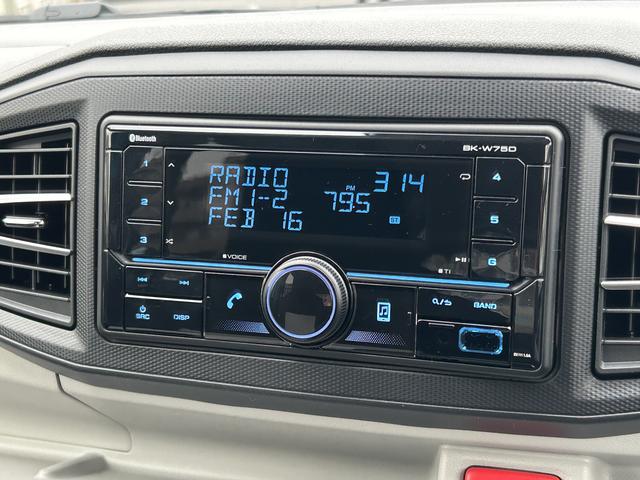 Bluetooth
BK-W75D
1
2
3
RADIO
FM1-2
FEB 16
PM
3:14
79.5
ST
4
5
6
VOICE
TI
SRC
DISP
BAND